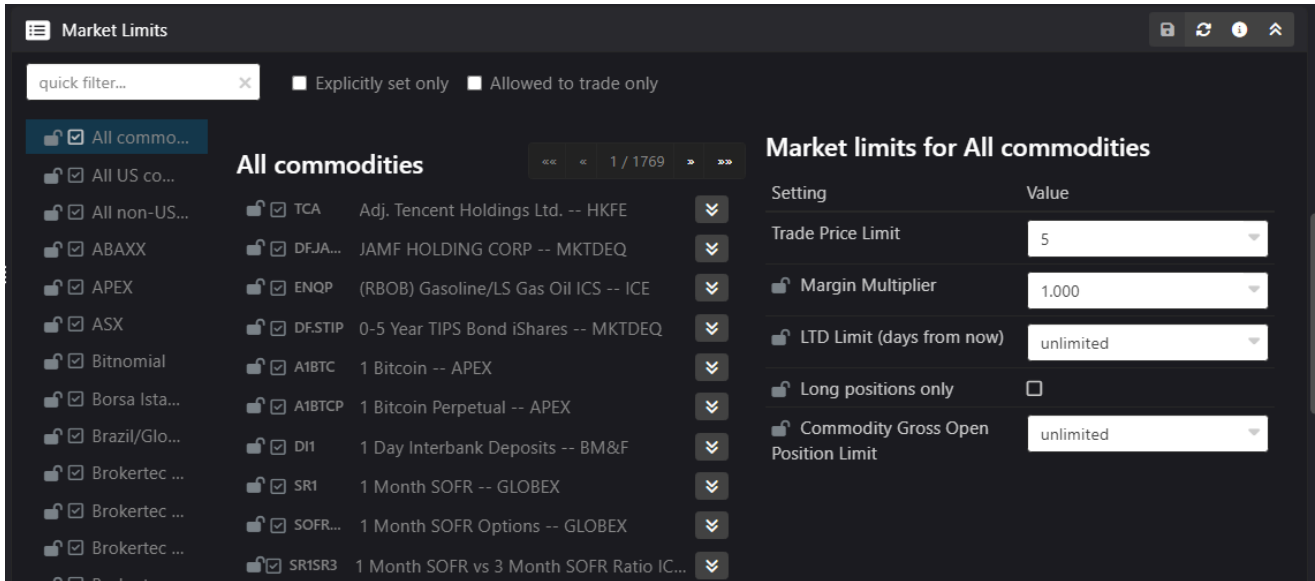 Market Limits
quick filter...
Explicitly set only
Allowed to trade only
All commo...
All US co...
All non-US...
ABAXX
APEX
ASX
Bitnomial
Borsa Ista...
Brazil/Glo...
Brokertec ...
Brokertec ...
Brokertec ...
All commodities
«« « 1 / 1769 » »»
TCA Adj. Tencent Holdings Ltd. -- HKFE
DF.JA... JAMF HOLDING CORP -- MKTDEQ
ENQP (RBOB) Gasoline/LS Gas Oil ICS -- ICE
DF.STIP 0-5 Year TIPS Bond iShares -- MKTDEQ
A1BTC 1 Bitcoin -- APEX
A1BTCP 1 Bitcoin Perpetual -- APEX
DI1 1 Day Interbank Deposits -- BM&F
SR1 1 Month SOFR -- GLOBEX
SOFR... 1 Month SOFR Options -- GLOBEX
SR1SR3 1 Month SOFR vs 3 Month SOFR Ratio IC...
Market limits for All commodities
Setting Value
Trade Price Limit 5
Margin Multiplier 1.000
LTD Limit (days from now) unlimited
Long positions only
Commodity Gross Open
Position Limit unlimited